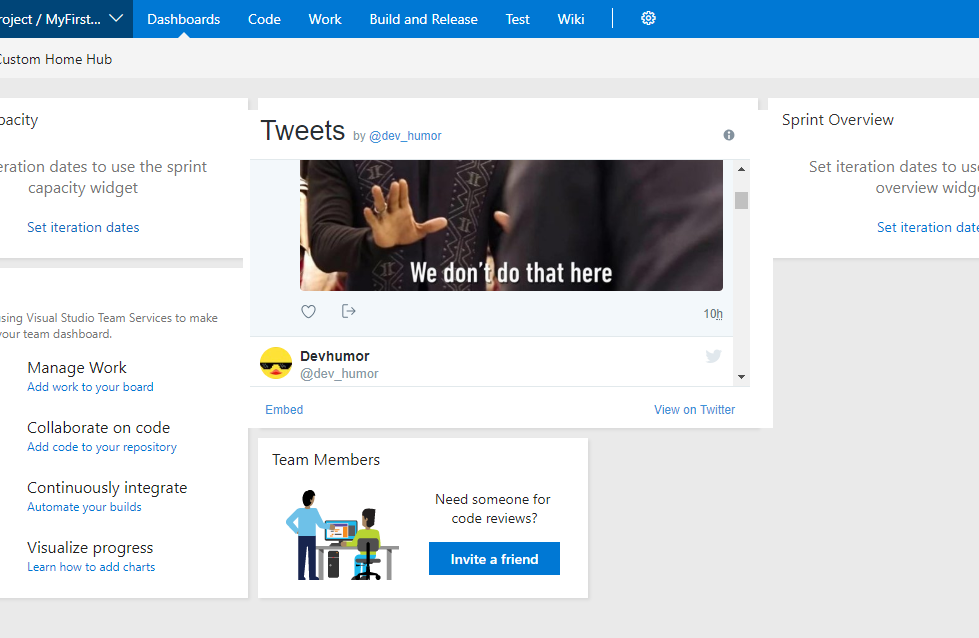 roject / MyFirst...
Dashboards
Code
Work
Build and Release
Test
Wiki
Custom Home Hub
pacity
eration dates to use the sprint
capacity widget
Set iteration dates
Tweets by @dev_humor
We don't do that here
10h
Devhumor
@dev_humor
Embed
View on Twitter
Sprint Overview
Set iteration dates to us
overview widg
Set iteration date
using Visual Studio Team Services to make
your team dashboard.
Manage Work
Add work to your board
Collaborate on code
Add code to your repository
Continuously integrate
Automate your builds
Visualize progress
Learn how to add charts
Team Members
Need someone for
code reviews?
Invite a friend